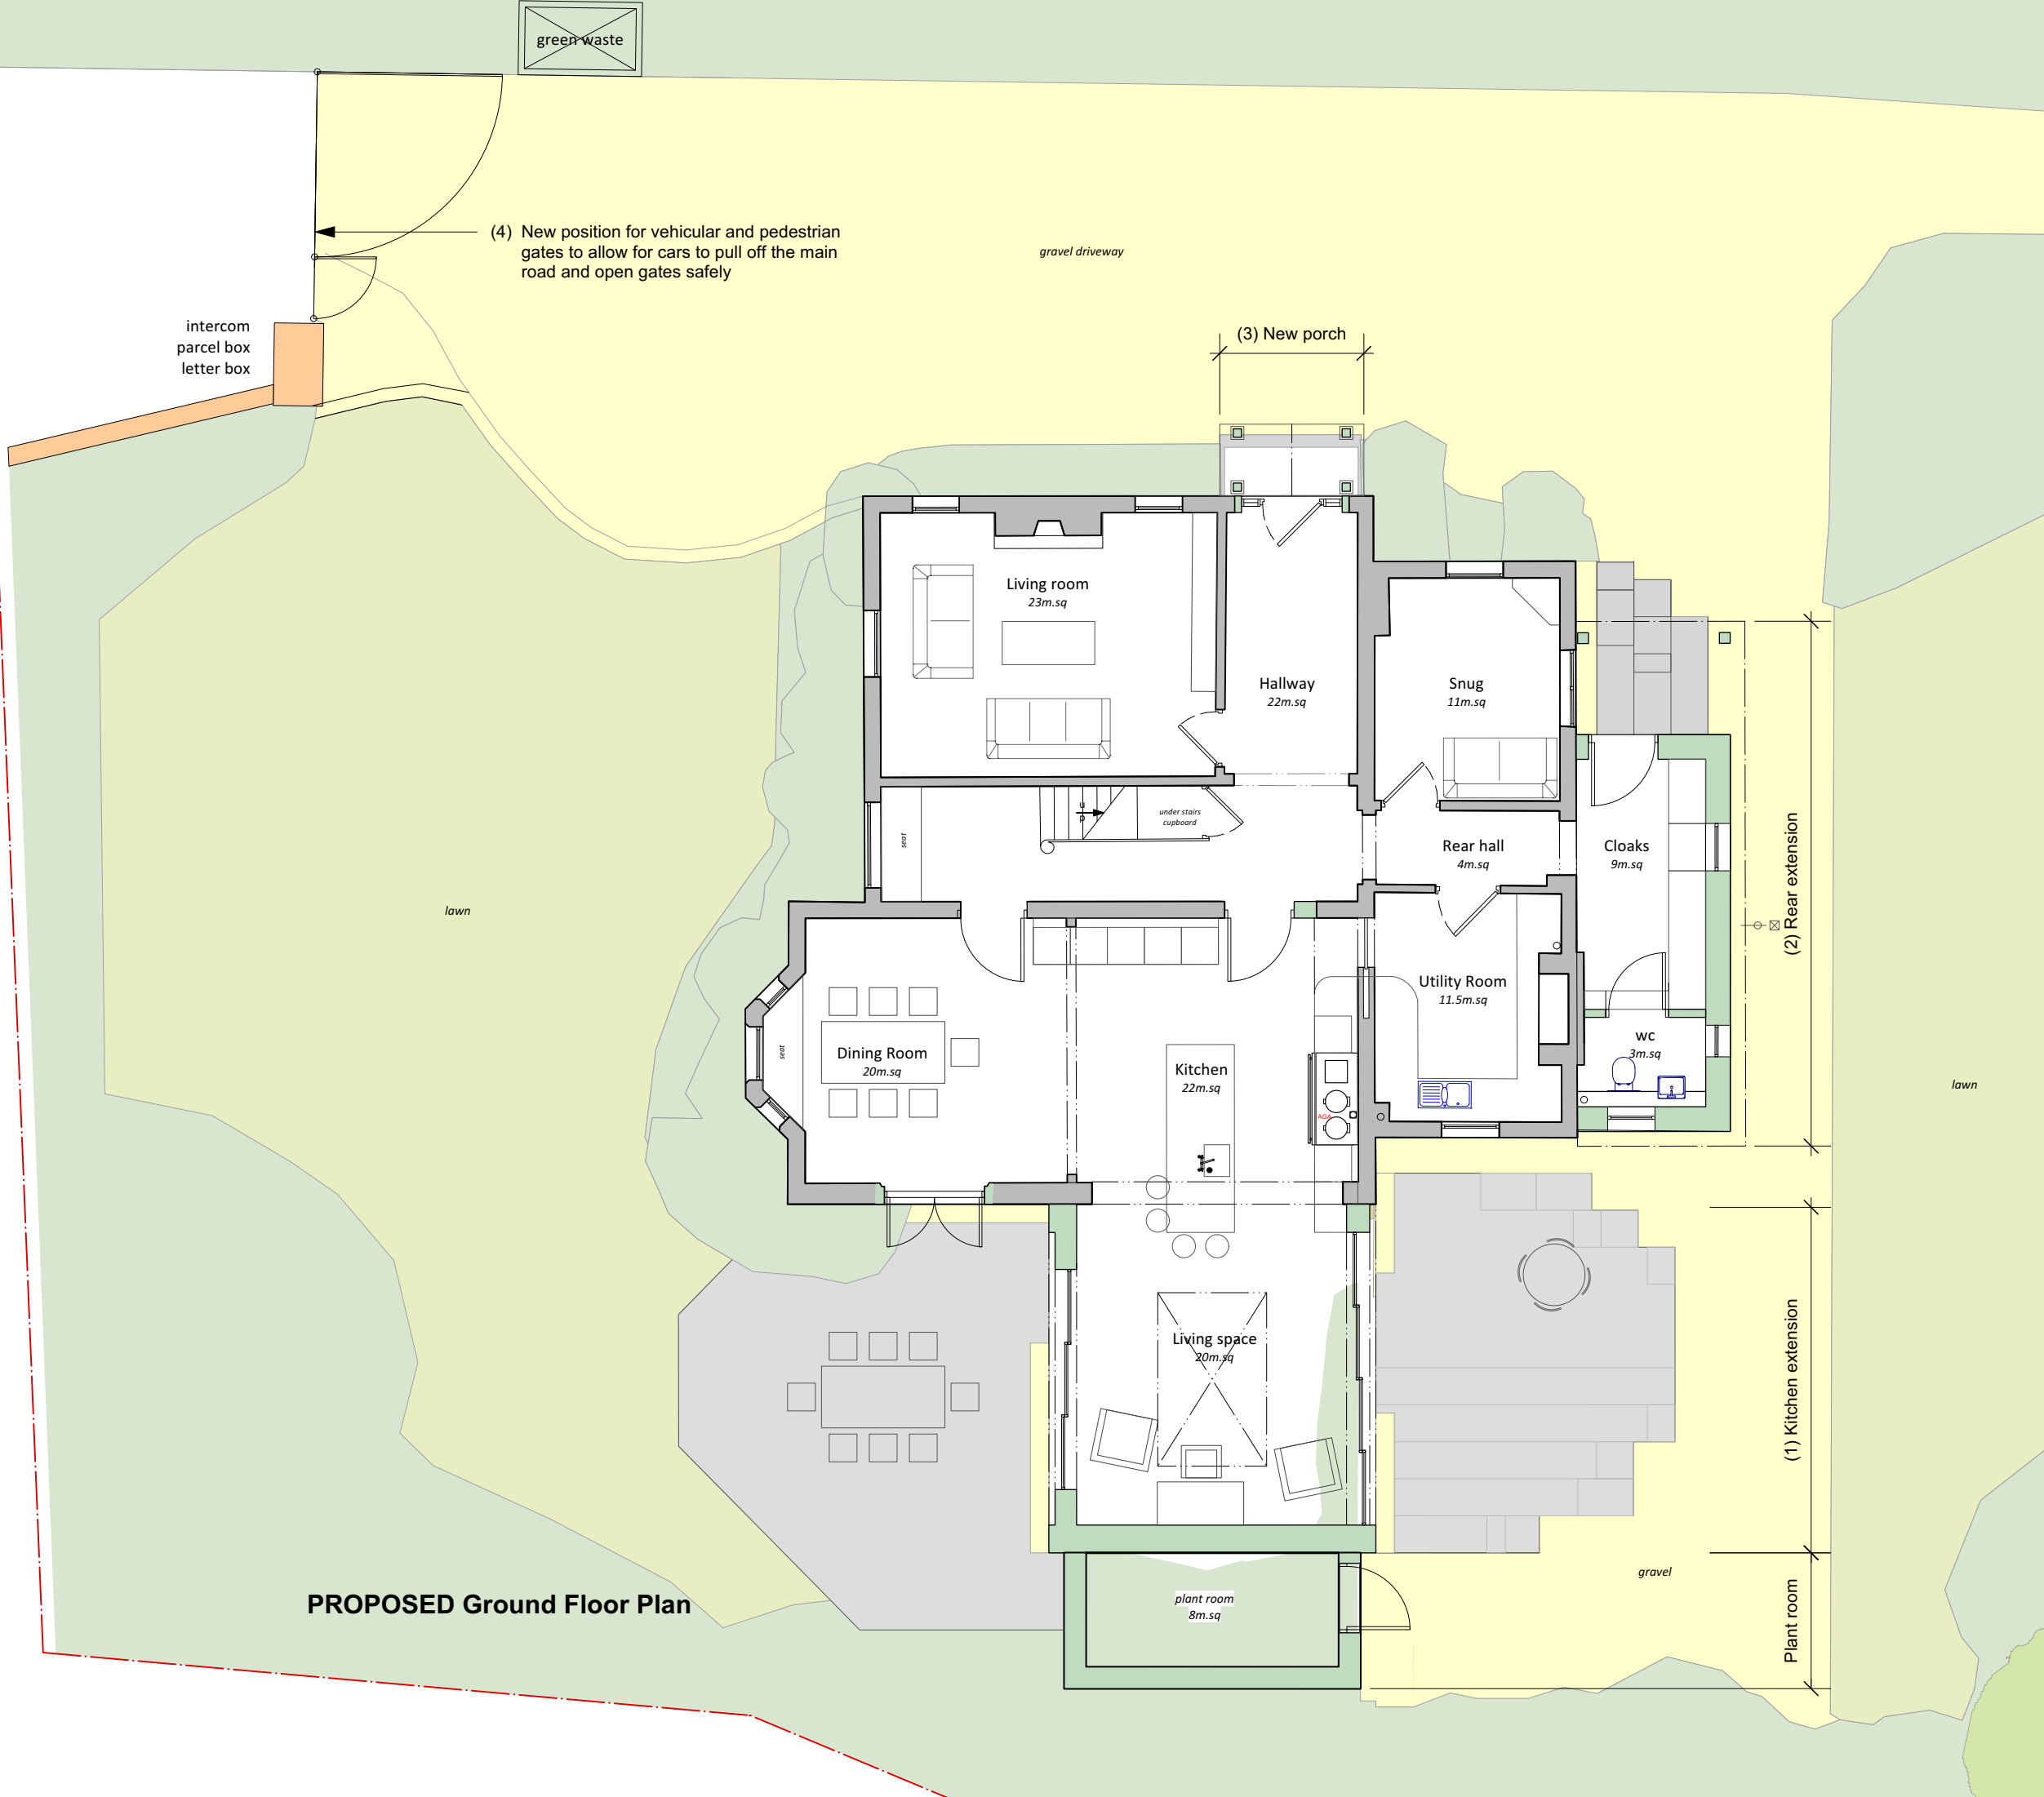 green waste
(4) New position for vehicular and pedestrian
gates to allow for cars to pull off the main
road and open gates safely
gravel driveway
intercom
parcel box
letter box
(3) New porch
Living room
23m.sq
Hallway
22m.sq
Snug
11m.sq
up
under stairs
cupboard
seat
Rear hall
4m.sq
Cloaks
9m.sq
(2) Rear extension
lawn
Utility Room
11.5m.sq
wc
3m.sq
seat
Dining Room
20m.sq
Kitchen
22m.sq
AGA
lawn
Living space
20m.sq
(1) Kitchen extension
gravel
plant room
8m.sq
Plant room
PROPOSED Ground Floor Plan